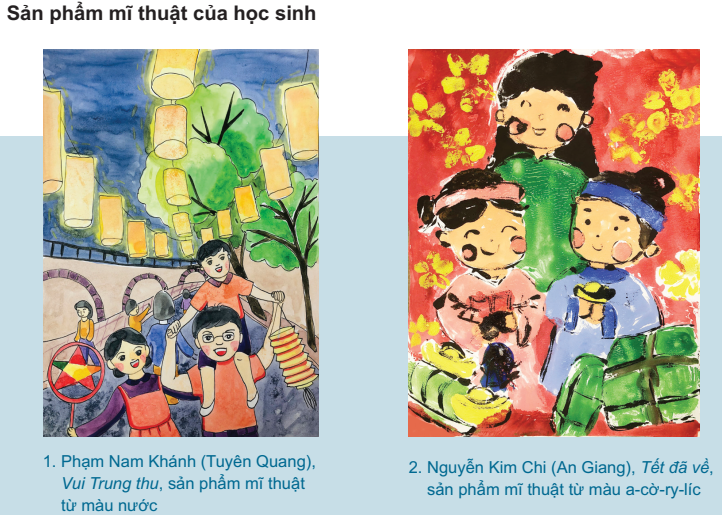 Sản phẩm mĩ thuật của học sinh
1. Phạm Nam Khánh (Tuyên Quang),
Vui Trung thu, sản phẩm mĩ thuật
từ màu nước
2. Nguyễn Kim Chi (An Giang), Tết đã về,
sản phẩm mĩ thuật từ màu a-cờ-ry-líc